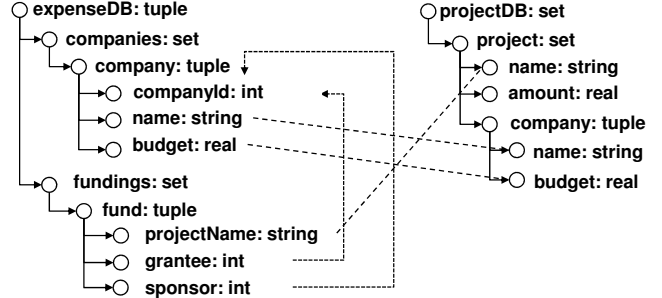 expenseDB: tuple
companies: set
company: tuple
companyId: int
name: string
budget: real
fundings: set
fund: tuple
projectName: string
grantee: int
sponsor: int
projectDB: set
project: set
name: string
amount: real
company: tuple
name: string
budget: real